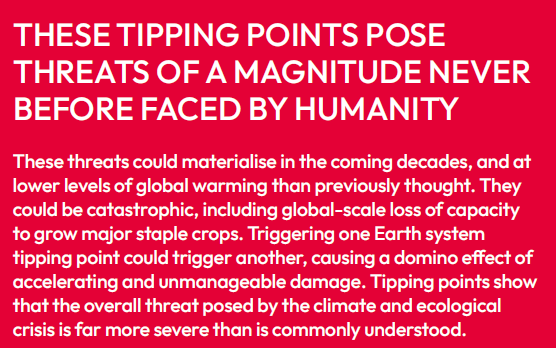 THESE TIPPING POINTS POSE
THREATS OF A MAGNITUDE NEVER
BEFORE FACED BY HUMANITY
These threats could materialise in the coming decades, and at
lower levels of global warming than previously thought. They
could be catastrophic, including global-scale loss of capacity
to grow major staple crops. Triggering one Earth system
tipping point could trigger another, causing a domino effect of
accelerating and unmanageable damage. Tipping points show
that the overall threat posed by the climate and ecological
crisis is far more severe than is commonly understood.